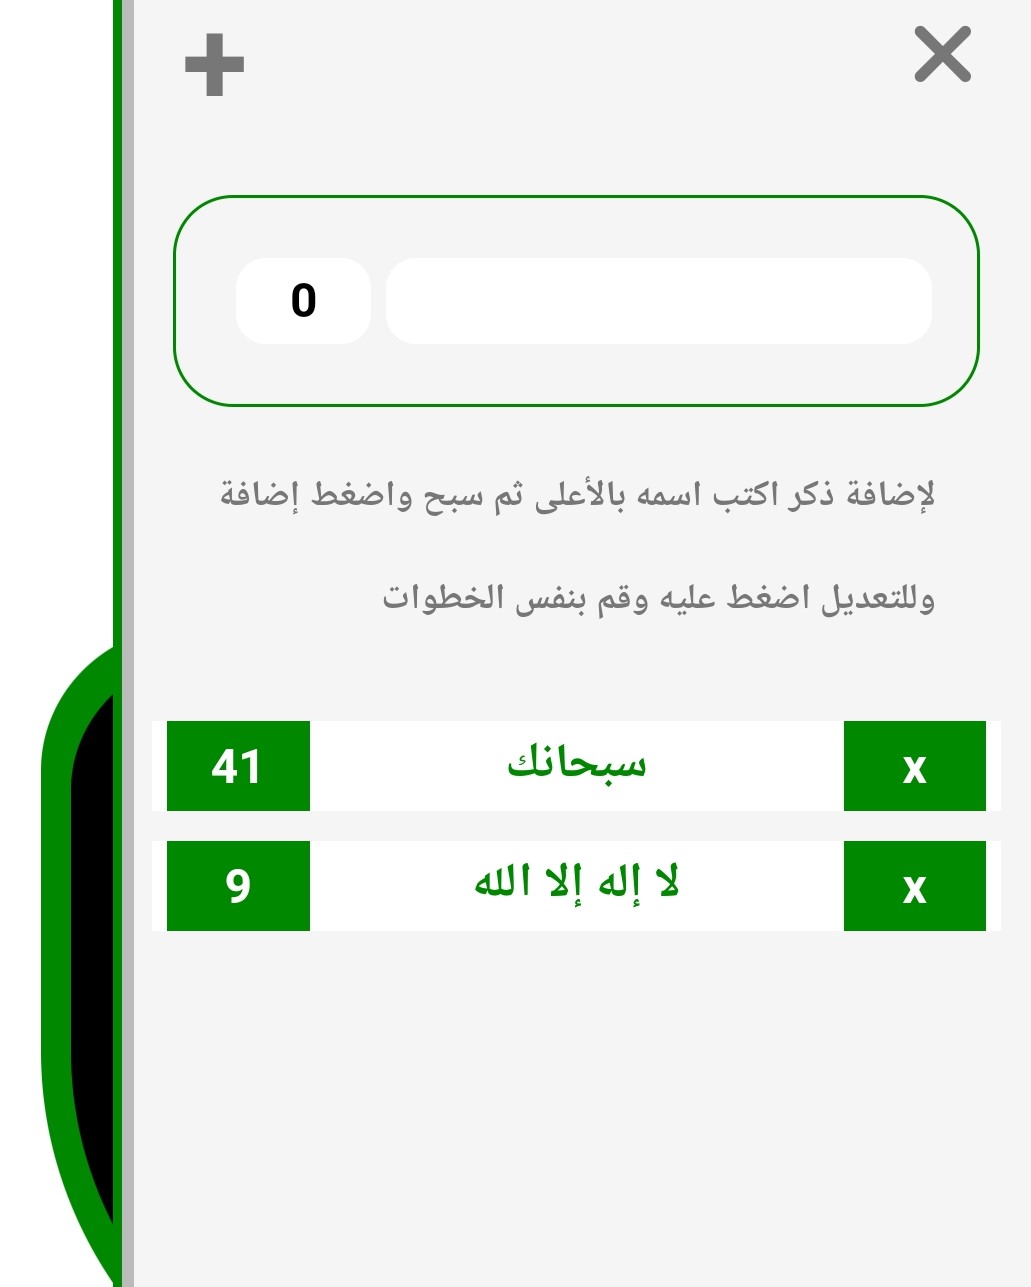 0
لإضافة ذكر اكتب اسمه بالأعلى ثم سبح واضغط إضافة
وللتعديل اضغط عليه وقم بنفس الخطوات
x سبحانك 41
x لا إله إلا الله 9